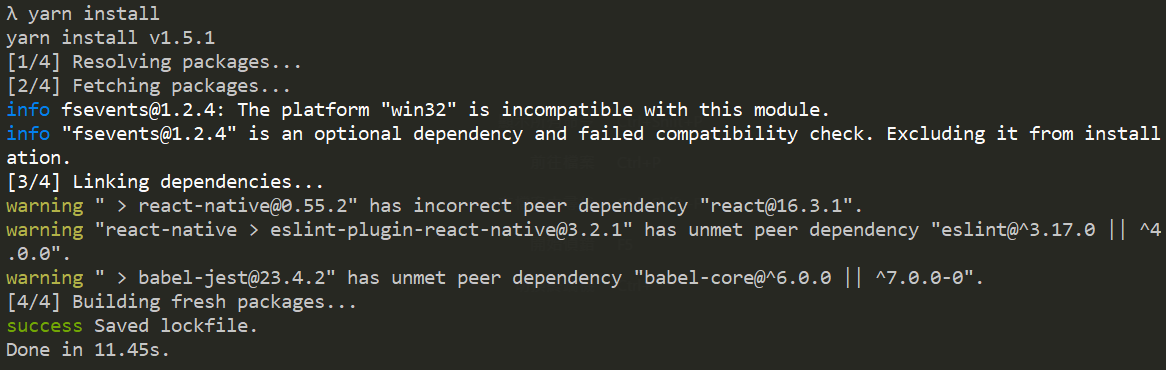 λ yarn install
yarn install v1.5.1
[1/4] Resolving packages...
[2/4] Fetching packages...
info fsevents@1.2.4: The platform "win32" is incompatible with this module.
info "fsevents@1.2.4" is an optional dependency and failed compatibility check. Excluding it from install
ation.
[3/4] Linking dependencies...
warning " > react-native@0.55.2" has incorrect peer dependency "react@16.3.1".
warning "react-native > eslint-plugin-react-native@3.2.1" has unmet peer dependency "eslint@^3.17.0 || ^4
.0.0".
warning " > babel-jest@23.4.2" has unmet peer dependency "babel-core@^6.0.0 || ^7.0.0-0".
[4/4] Building fresh packages...
success Saved lockfile.
Done in 11.45s.